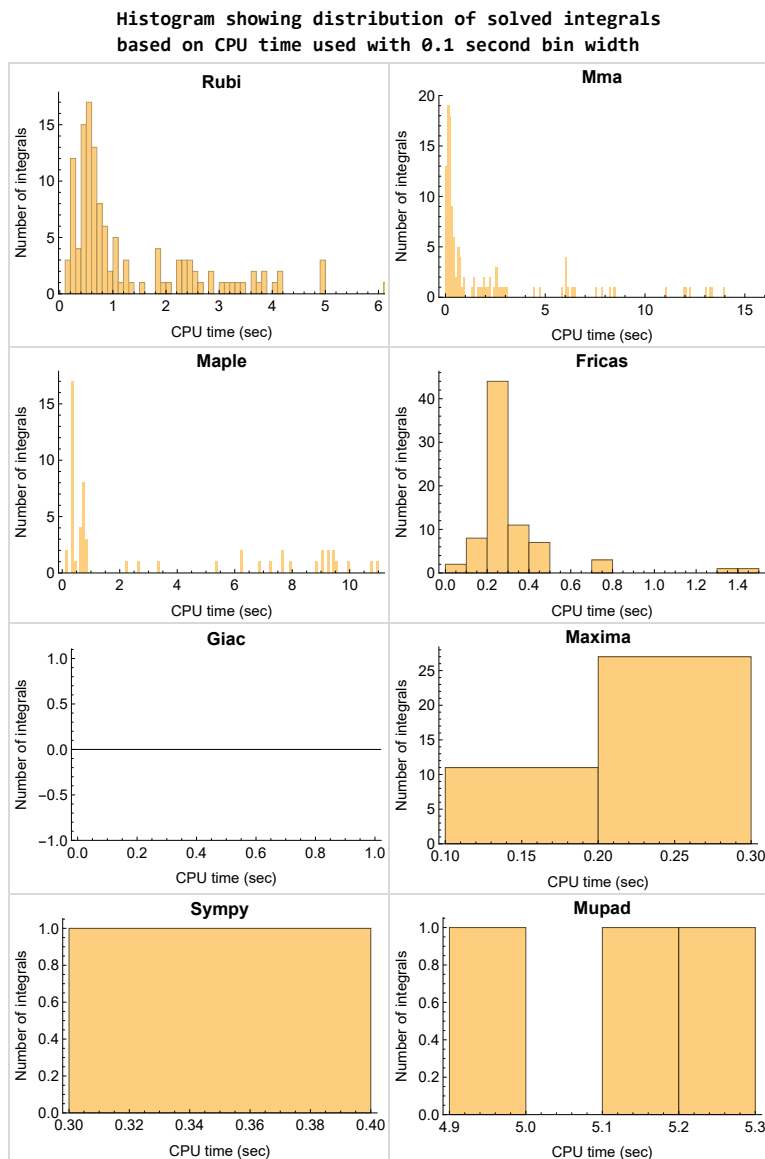 Histogram showing distribution of solved integrals
based on CPU time used with 0.1 second bin width
Rubi
Number of integrals
15
10
5
0
0 1 2 3 4 5 6
CPU time (sec)
Mma
Number of integrals
20
15
10
5
0
0 5 10 15
CPU time (sec)
Maple
Number of integrals
15
10
5
0
0 2 4 6 8 10
CPU time (sec)
Fricas
Number of integrals
40
30
20
10
0
0.0 0.2 0.4 0.6 0.8 1.0 1.2 1.4
CPU time (sec)
Giac
Number of integrals
1.0
0.5
0.0
−0.5
−1.0
0.0 0.2 0.4 0.6 0.8 1.0
CPU time (sec)
Maxima
Number of integrals
25
20
15
10
5
0
0.10 0.15 0.20 0.25 0.30
CPU time (sec)
Sympy
Number of integrals
1.0
0.8
0.6
0.4
0.2
0.0
0.30 0.32 0.34 0.36 0.38 0.40
CPU time (sec)
Mupad
Number of integrals
1.0
0.8
0.6
0.4
0.2
0.0
4.9 5.0 5.1 5.2 5.3
CPU time (sec)